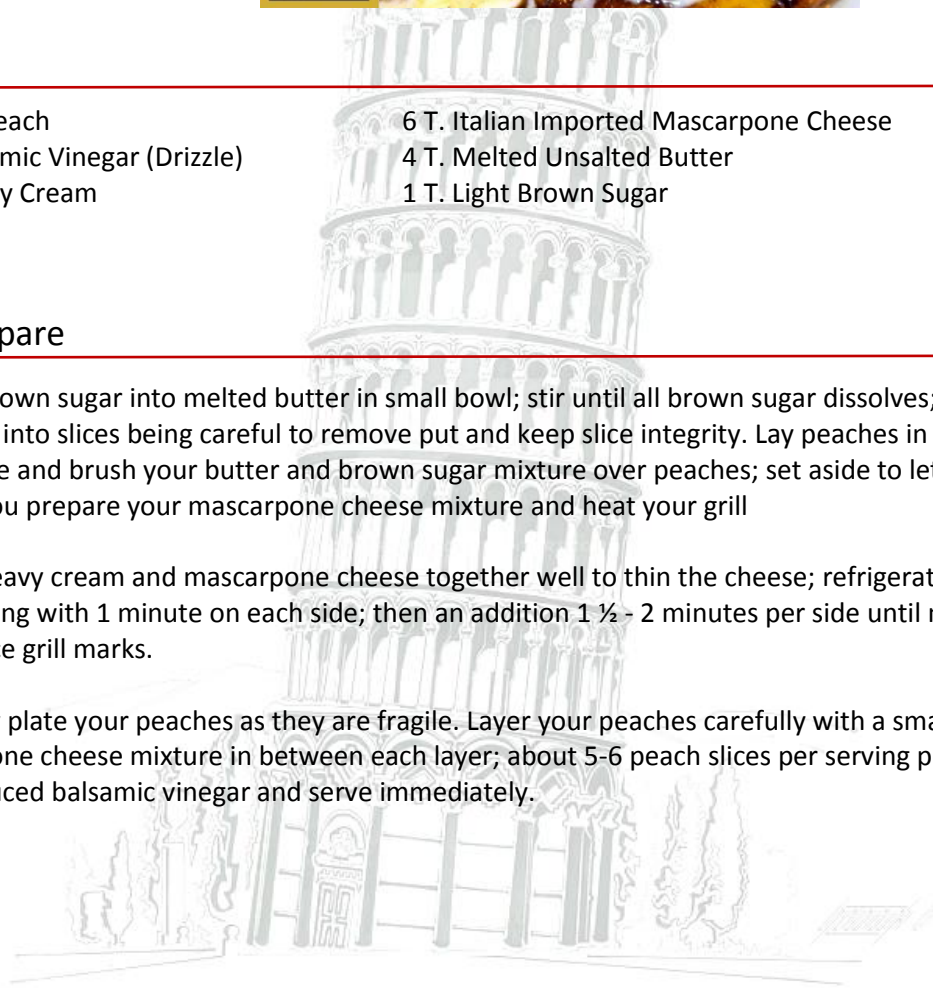 each 6 T. Italian Imported Mascarpone Cheese
mic Vinegar (Drizzle) 4 T. Melted Unsalted Butter
y Cream 1 T. Light Brown Sugar
pare
own sugar into melted butter in small bowl; stir until all brown sugar dissolves;
into slices being careful to remove put and keep slice integrity. Lay peaches in
e and brush your butter and brown sugar mixture over peaches; set aside to let
ou prepare your mascarpone cheese mixture and heat your grill
eavy cream and mascarpone cheese together well to thin the cheese; refrigerat
ng with 1 minute on each side; then an addition 1 ½ - 2 minutes per side until
ce grill marks.
plate your peaches as they are fragile. Layer your peaches carefully with a sma
one cheese mixture in between each layer; about 5-6 peach slices per serving p
uced balsamic vinegar and serve immediately.